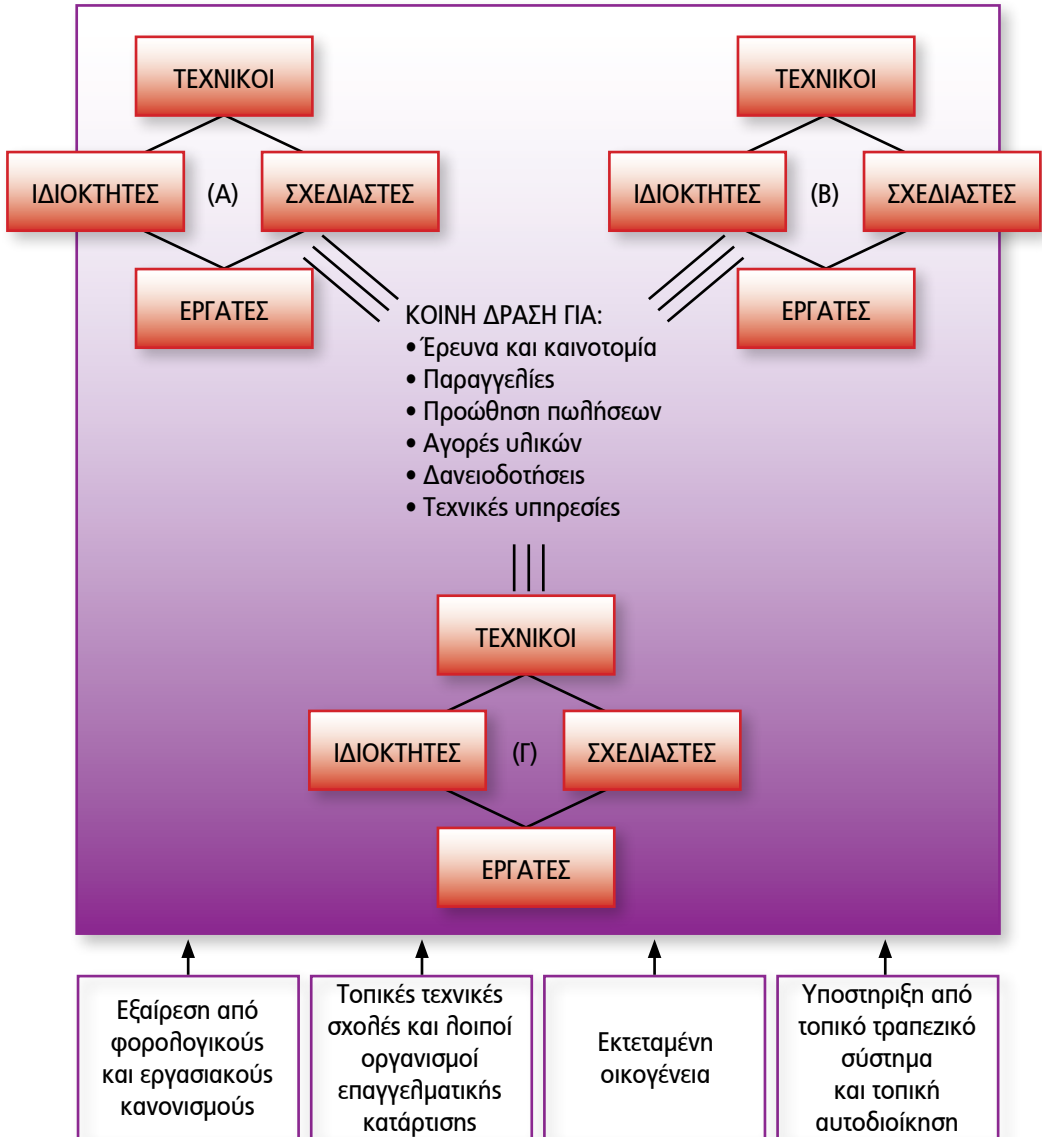 ΤΕΧΝΙΚΟΙ
ΙΔΙΟΚΤΗΤΕΣ
(Α)
ΣΧΕΔΙΑΣΤΕΣ
ΕΡΓΑΤΕΣ
ΤΕΧΝΙΚΟΙ
ΙΔΙΟΚΤΗΤΕΣ
(Β)
ΣΧΕΔΙΑΣΤΕΣ
ΕΡΓΑΤΕΣ
ΚΟΙΝΗ ΔΡΑΣΗ ΓΙΑ:
• Έρευνα και καινοτομία
• Παραγγελίες
• Προώθηση πωλήσεων
• Αγορές υλικών
• Δανειοδοτήσεις
• Τεχνικές υπηρεσίες
ΤΕΧΝΙΚΟΙ
ΙΔΙΟΚΤΗΤΕΣ
(Γ)
ΣΧΕΔΙΑΣΤΕΣ
ΕΡΓΑΤΕΣ
Εξαίρεση από
φορολογικούς
και εργασιακούς
κανονισμούς
Τοπικές τεχνικές
σχολές και λοιποί
οργανισμοί
επαγγελματικής
κατάρτισης
Εκτεταμένη
οικογένεια
Υποστηριξη από
τοπικό τραπεζικό
σύστημα
και τοπική
αυτοδιοίκηση